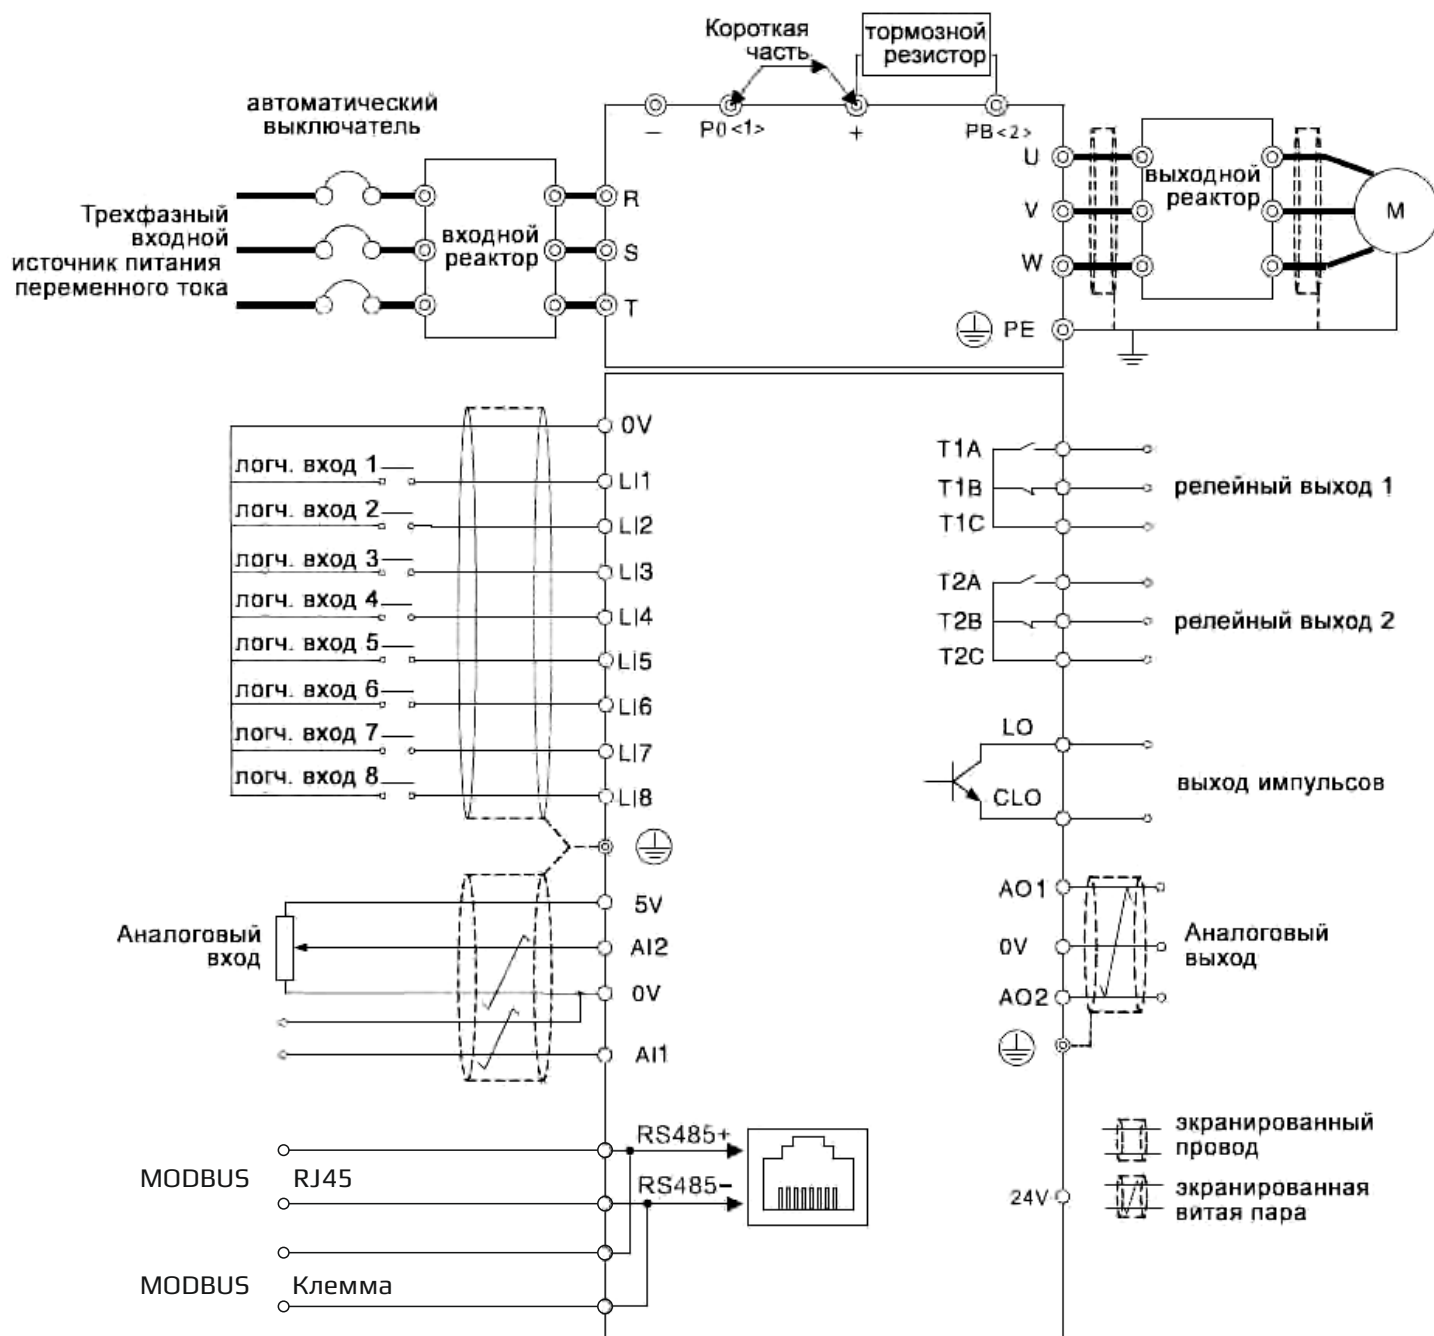 Короткая
часть
тормозной
резистор
автоматический
выключатель
−
P0<1>
+
PB<2>
U
V
W
выходной
реактор
M
Трехфазный
входной
источник питания
переменного тока
входной
реактор
R
S
T
PE
0V
логч. вход 1
LI1
логч. вход 2
LI2
логч. вход 3
LI3
логч. вход 4
LI4
логч. вход 5
LI5
логч. вход 6
LI6
логч. вход 7
LI7
логч. вход 8
LI8
T1A
T1B
T1C
релейный выход 1
T2A
T2B
T2C
релейный выход 2
LO
CLO
выход импульсов
Аналоговый
вход
5V
AI2
0V
AI1
AO1
0V
AO2
Аналоговый
выход
MODBUS RJ45
RS485+
RS485−
MODBUS Клемма
24V
экранированный
провод
экранированная
витая пара